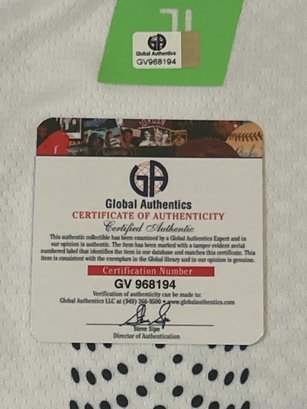 GA
Global Authentics
GV968194
GA
Global Authentics
CERTIFICATE OF AUTHENTICITY
Certified Authentic
This authentic collectible has been examined by a Global Authentics Expert and in
our opinion is authentic. The item has been marked with a tamper evident serial
numbered label that identifies the item in our database and matches this certificate. This
item is consistent with the exemplars in the Global library and in our opinion is genuine.
Certification Number
GV 968194
Verification of authenticity can be made to:
Global Authentics LLC at (949) 366-9500 • www.globalauthentics.com
Steve Sipe
Director of Authentication